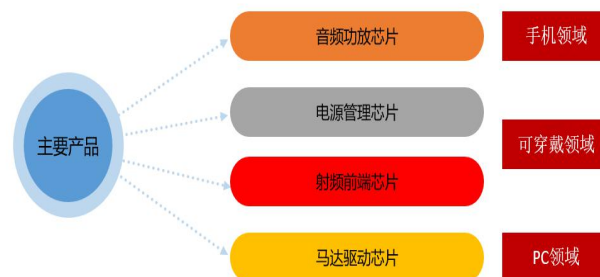 音频功放芯片
手机领域
电源管理芯片
主要产品
可穿戴领域
射频前端芯片
马达驱动芯片
PC领域